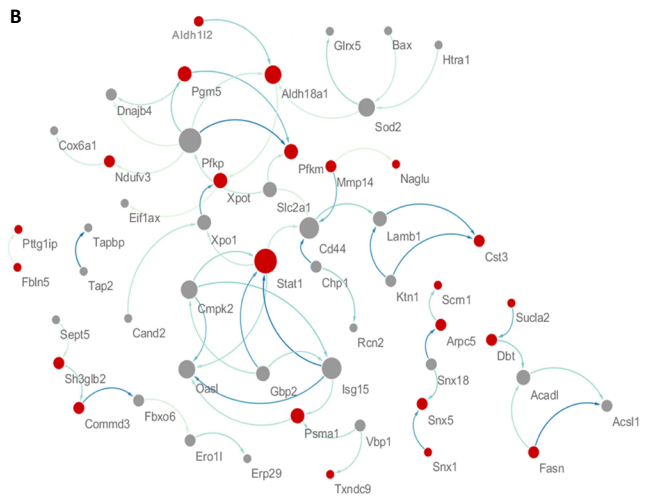 B
Aldh1l2
Glrx5
Bax
Htra1
Pgm5
Aldh18a1
Dnajb4
Sod2
Cox6a1
Pfkp
Ndufv3
Pfkm
Mmp14
Naglu
Xpot
Slc2a1
Eif1ax
Xpo1
Cd44
Lamb1
Pttg1ip
Tapbp
Cst3
Fbln5
Tap2
Stat1
Chp1
Ktn1
Scm1
Cmpk2
Sucla2
Cand2
Rcn2
Arpc5
Sept5
Dbt
Sh3glb2
Oasl
Gbp2
Isg15
Snx18
Acadl
Commd3
Fbxo6
Snx5
Acsl1
Psma1
Vbp1
Ero1l
Erp29
Snx1
Fasn
Txndc9